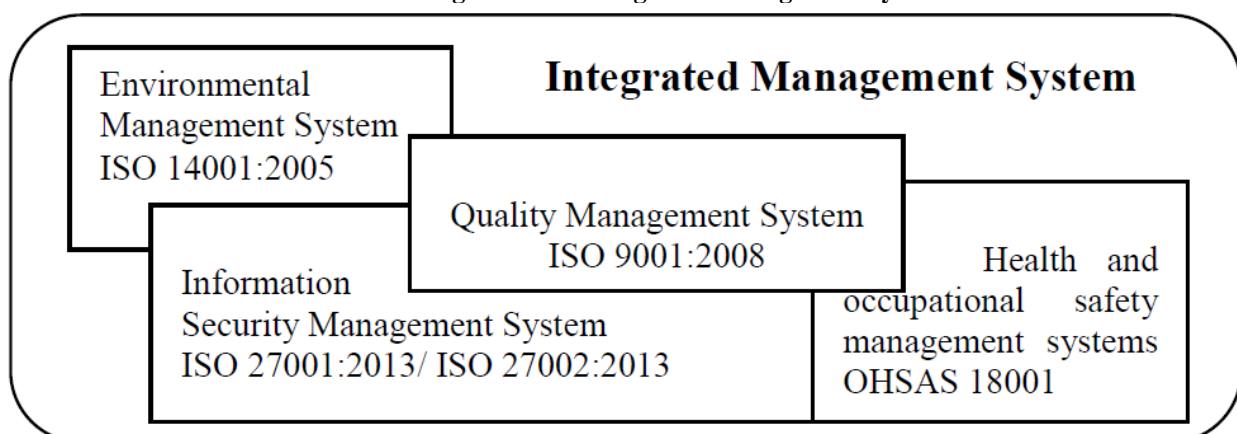 Integrated Management System
Environmental
Management System
ISO 14001:2005
Quality Management System
ISO 9001:2008
Information
Security Management System
ISO 27001:2013/ ISO 27002:2013
Health and
occupational safety
management systems
OHSAS 18001